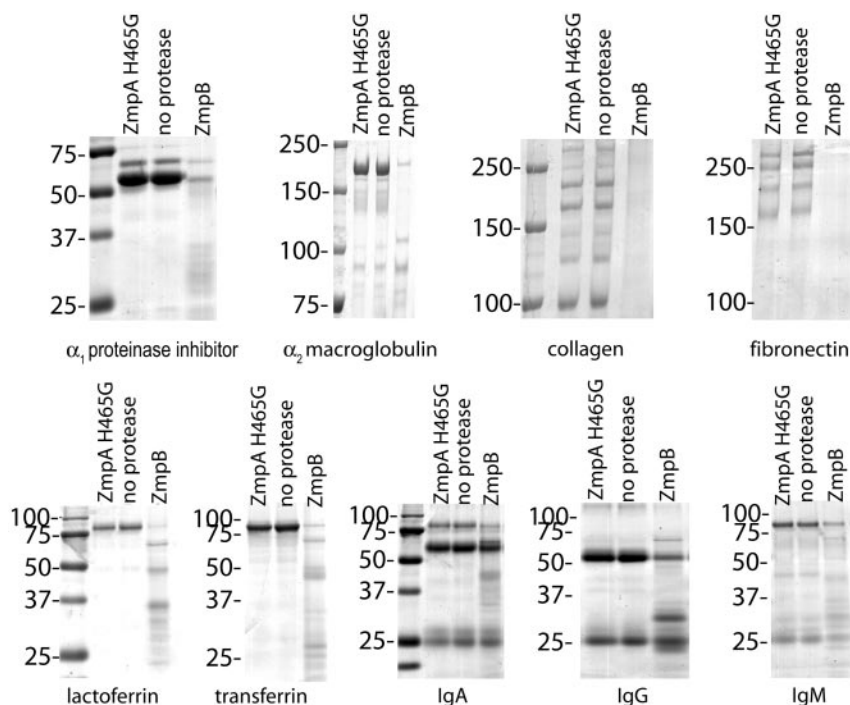 ZmpA H465G
no protease
ZmpB
75-
50-
37-
25-
α1 proteinase inhibitor
ZmpA H465G
no protease
ZmpB
250-
150-
100-
75-
α2 macroglobulin
ZmpA H465G
no protease
ZmpB
250-
150-
100-
collagen
ZmpA H465G
no protease
ZmpB
250-
150-
100-
fibronectin
ZmpA H465G
no protease
ZmpB
100-
75-
50-
37-
25-
lactoferrin
ZmpA H465G
no protease
ZmpB
100-
75-
50-
37-
25-
transferrin
ZmpA H465G
no protease
ZmpB
100-
75-
50-
37-
25-
IgA
ZmpA H465G
no protease
ZmpB
100-
75-
50-
37-
25-
IgG
ZmpA H465G
no protease
ZmpB
100-
75-
50-
37-
25-
IgM